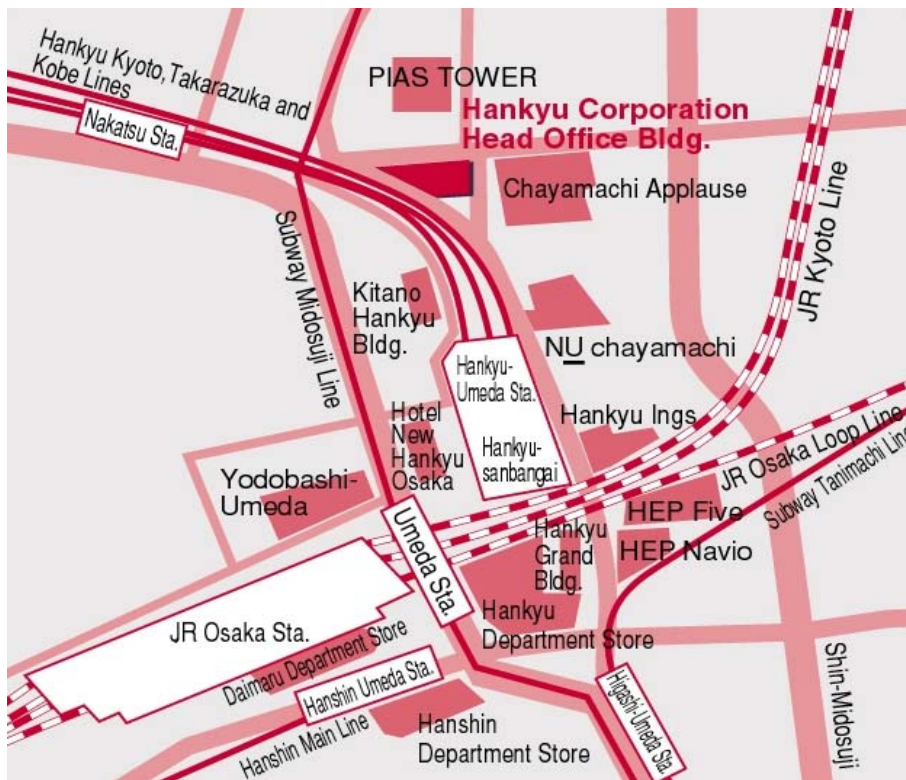 Hankyu Kyoto, Takarazuka and
Kobe Lines
Nakatsu Sta.
PIAS TOWER
Hankyu Corporation
Head Office Bldg.
Chayamachi Applause
JR Kyoto Line
Subway Midosuji Line
Kitano
Hankyu
Bldg.
NU chayamachi
Hankyu-
Umeda Sta.
Hankyu-
sanbangai
Hankyu Ings
Hotel
New
Hankyu
Osaka
JR Osaka Loop Line
Subway Tanimachi Line
Yodobashi-
Umeda
Umeda Sta.
HEP Five
HEP Navio
Hankyu
Grand
Bldg.
Hankyu
Department Store
JR Osaka Sta.
Daimaru Department Store
Hanshin Umeda Sta.
Hanshin Main Line
Hanshin
Department Store
Higashi-Umeda Sta.
Shin-Midosuji